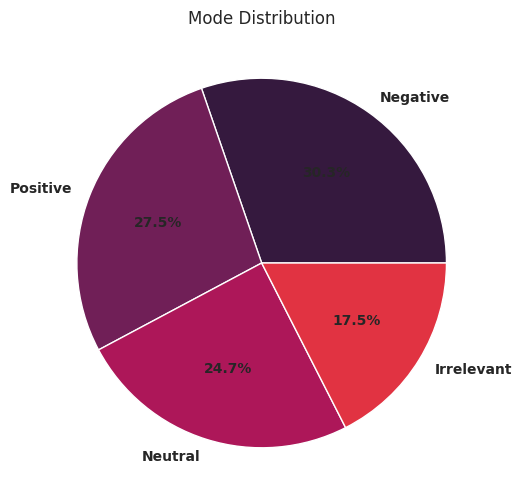 Mode Distribution
Negative
Positive
27.5%
17.5%
24.7%
Irrelevant
Neutral